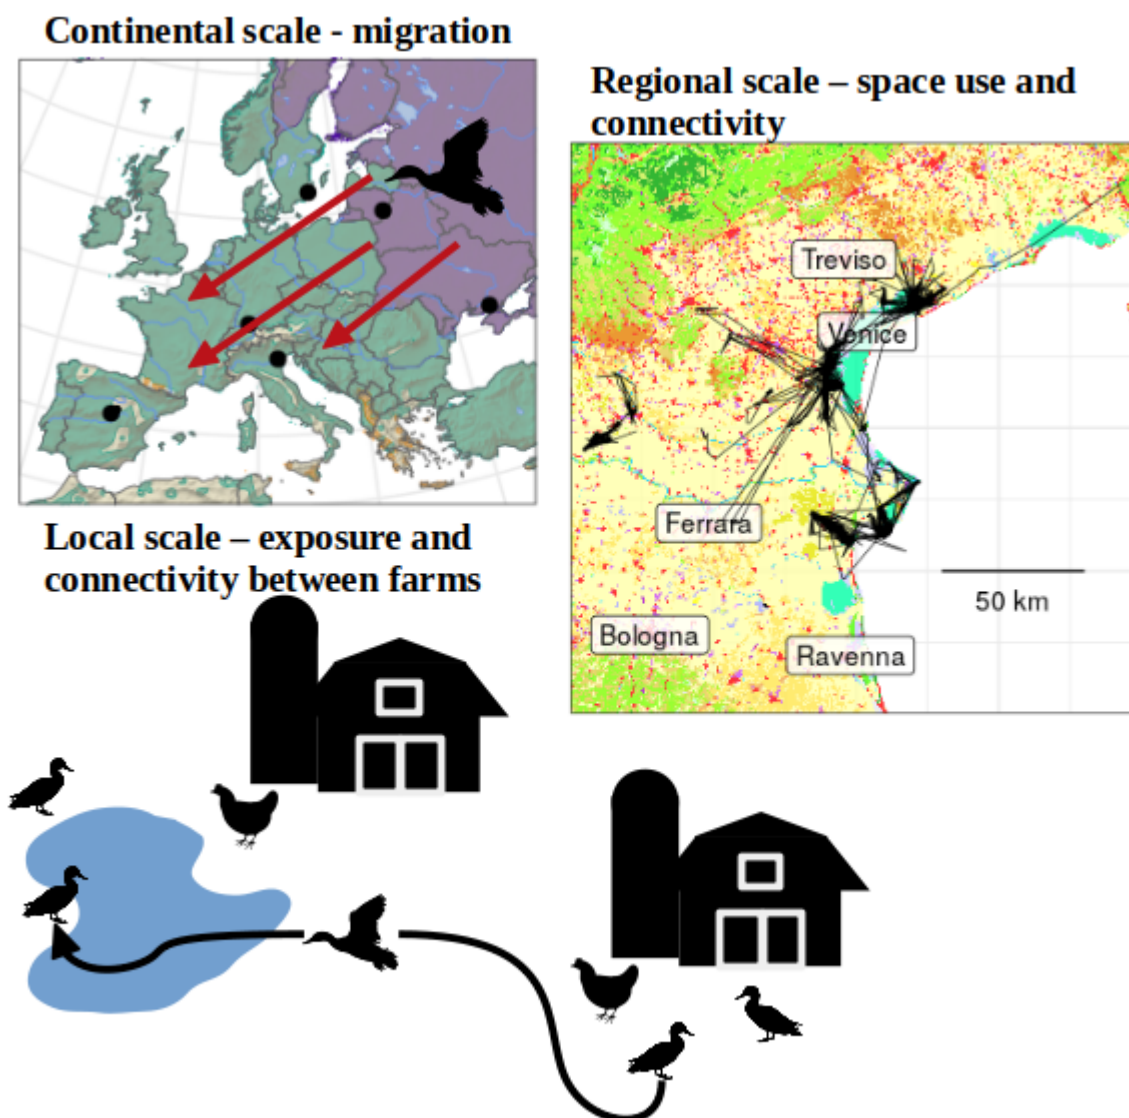 Continental scale - migration
Regional scale – space use and
connectivity
Treviso
Venice
Ferrara
50 km
Bologna
Ravenna
Local scale – exposure and
connectivity between farms